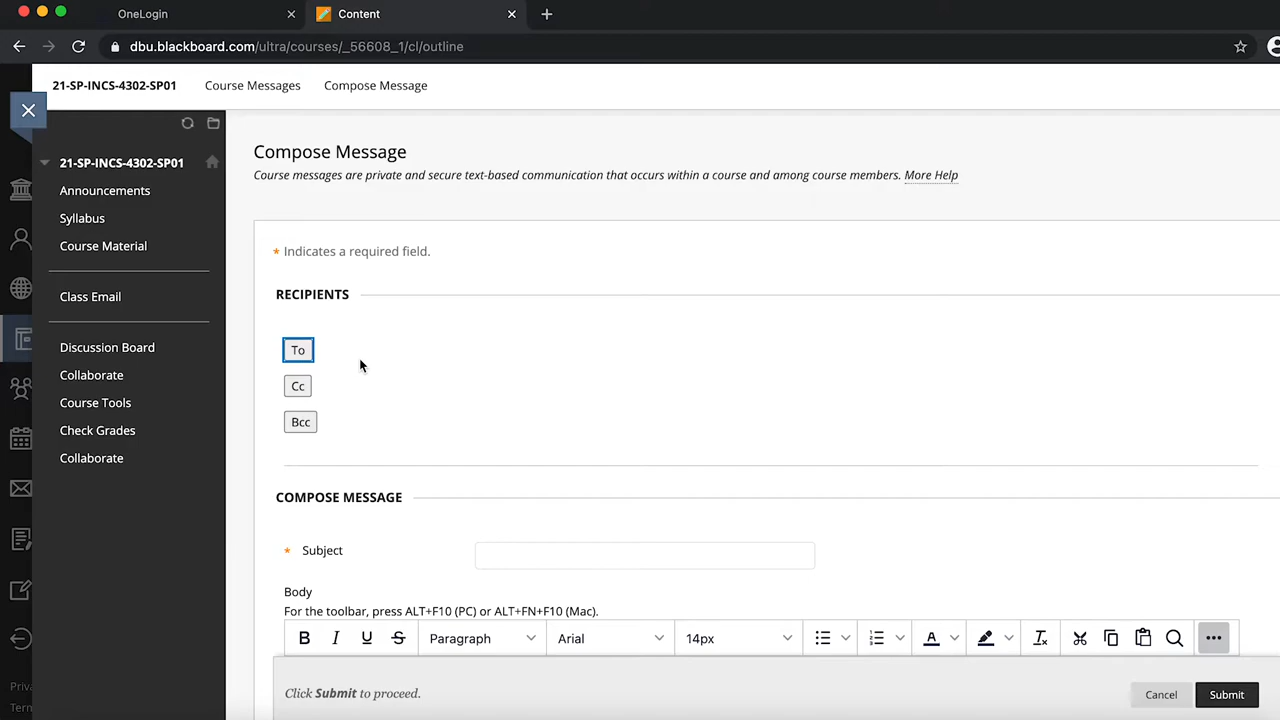 OneLogin
Content
dbu.blackboard.com/ultra/courses/_56608_1/cl/outline
21-SP-INCS-4302-SP01 Course Messages Compose Message
21-SP-INCS-4302-SP01
Announcements
Syllabus
Course Material
Class Email
Discussion Board
Collaborate
Course Tools
Check Grades
Collaborate
Priva
Term
Compose Message
Course messages are private and secure text-based communication that occurs within a course and among course members. More Help
* Indicates a required field.
RECIPIENTS
To
Cc
Bcc
COMPOSE MESSAGE
* Subject
Body
For the toolbar, press ALT+F10 (PC) or ALT+FN+F10 (Mac).
B I U S Paragraph Arial 14px A
Click Submit to proceed.
Cancel Submit